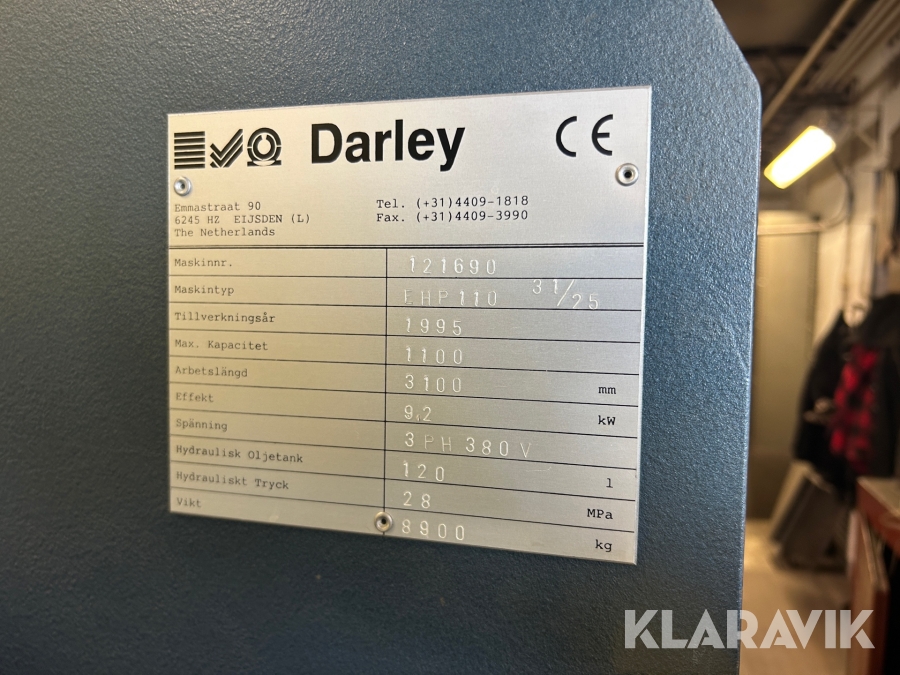 Darley CE
Emmastraat 90
6245 HZ EIJSDEN (L)
The Netherlands
Tel. (+31)4409-1818
Fax. (+31)4409-3990
Maskinnr. 121690
Maskintyp EHP110 31/25
Tillverkningsår 1995
Max. Kapacitet 1100
Arbetslängd 3100 mm
Effekt 9,2 kW
Spänning 3PH 380V
Hydraulisk Oljetank 120 l
Hydrauliskt Tryck 28 MPa
Vikt 8900 kg
KLARAVIK